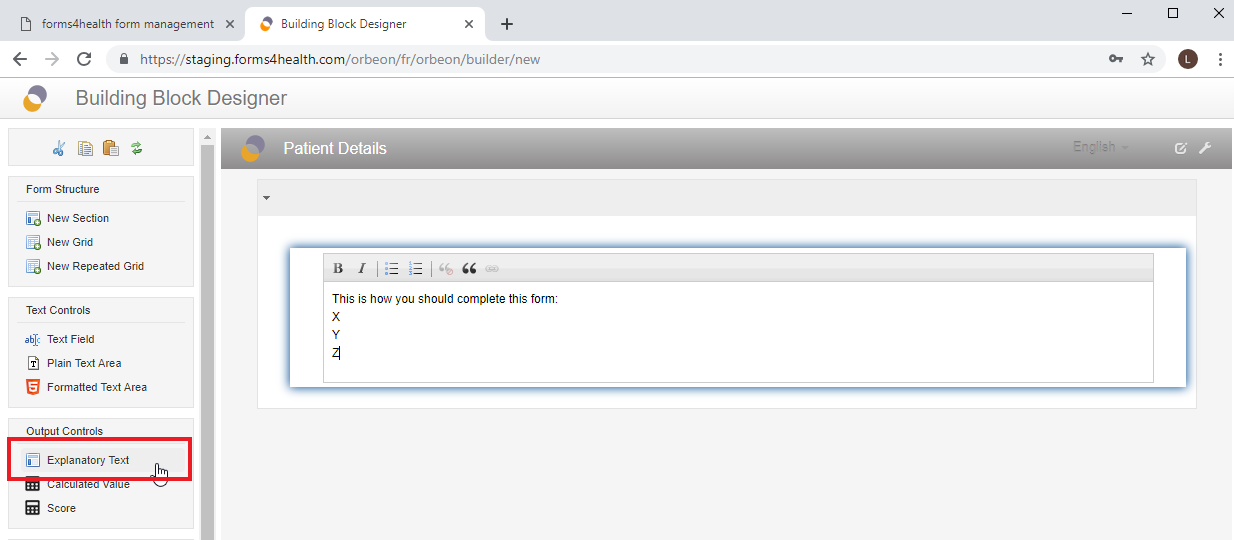 forms4health form management
Building Block Designer
https://staging.forms4health.com/orbeon/fr/orbeon/builder/new
L
Building Block Designer
Patient Details
English
Form Structure
New Section
New Grid
New Repeated Grid
Text Controls
abc
Text Field
T
Plain Text Area
Formatted Text Area
Output Controls
Explanatory Text
Calculated Value
Score
B I
This is how you should complete this form:
X
Y
Z